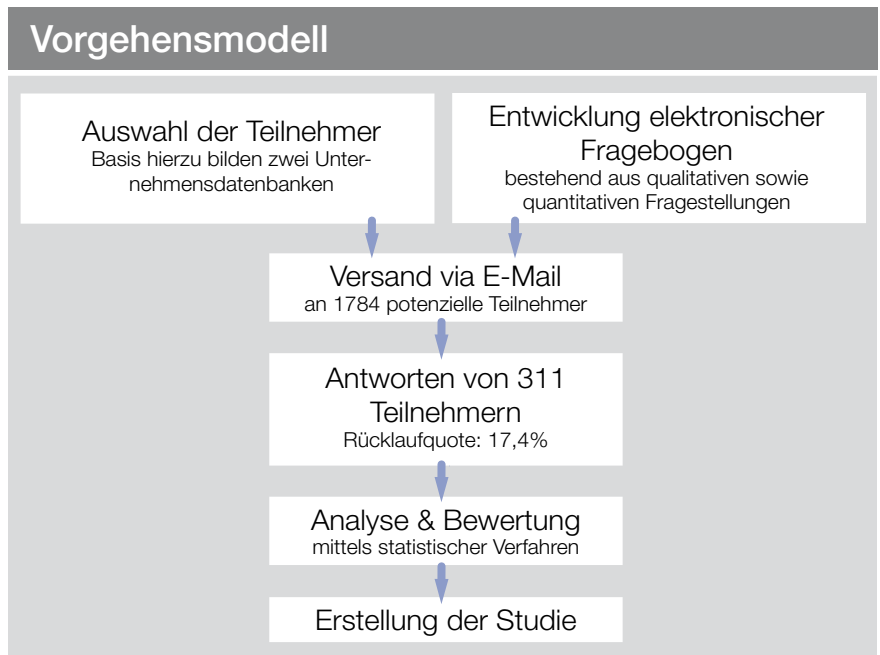 Vorgehensmodell
Auswahl der Teilnehmer
Basis hierzu bilden zwei Unter-
nehmensdatenbanken
Entwicklung elektronischer
Fragebogen
bestehend aus qualitativen sowie
quantitativen Fragestellungen
Versand via E-Mail
an 1784 potenzielle Teilnehmer
Antworten von 311
Teilnehmern
Rücklaufquote: 17,4%
Analyse & Bewertung
mittels statistischer Verfahren
Erstellung der Studie